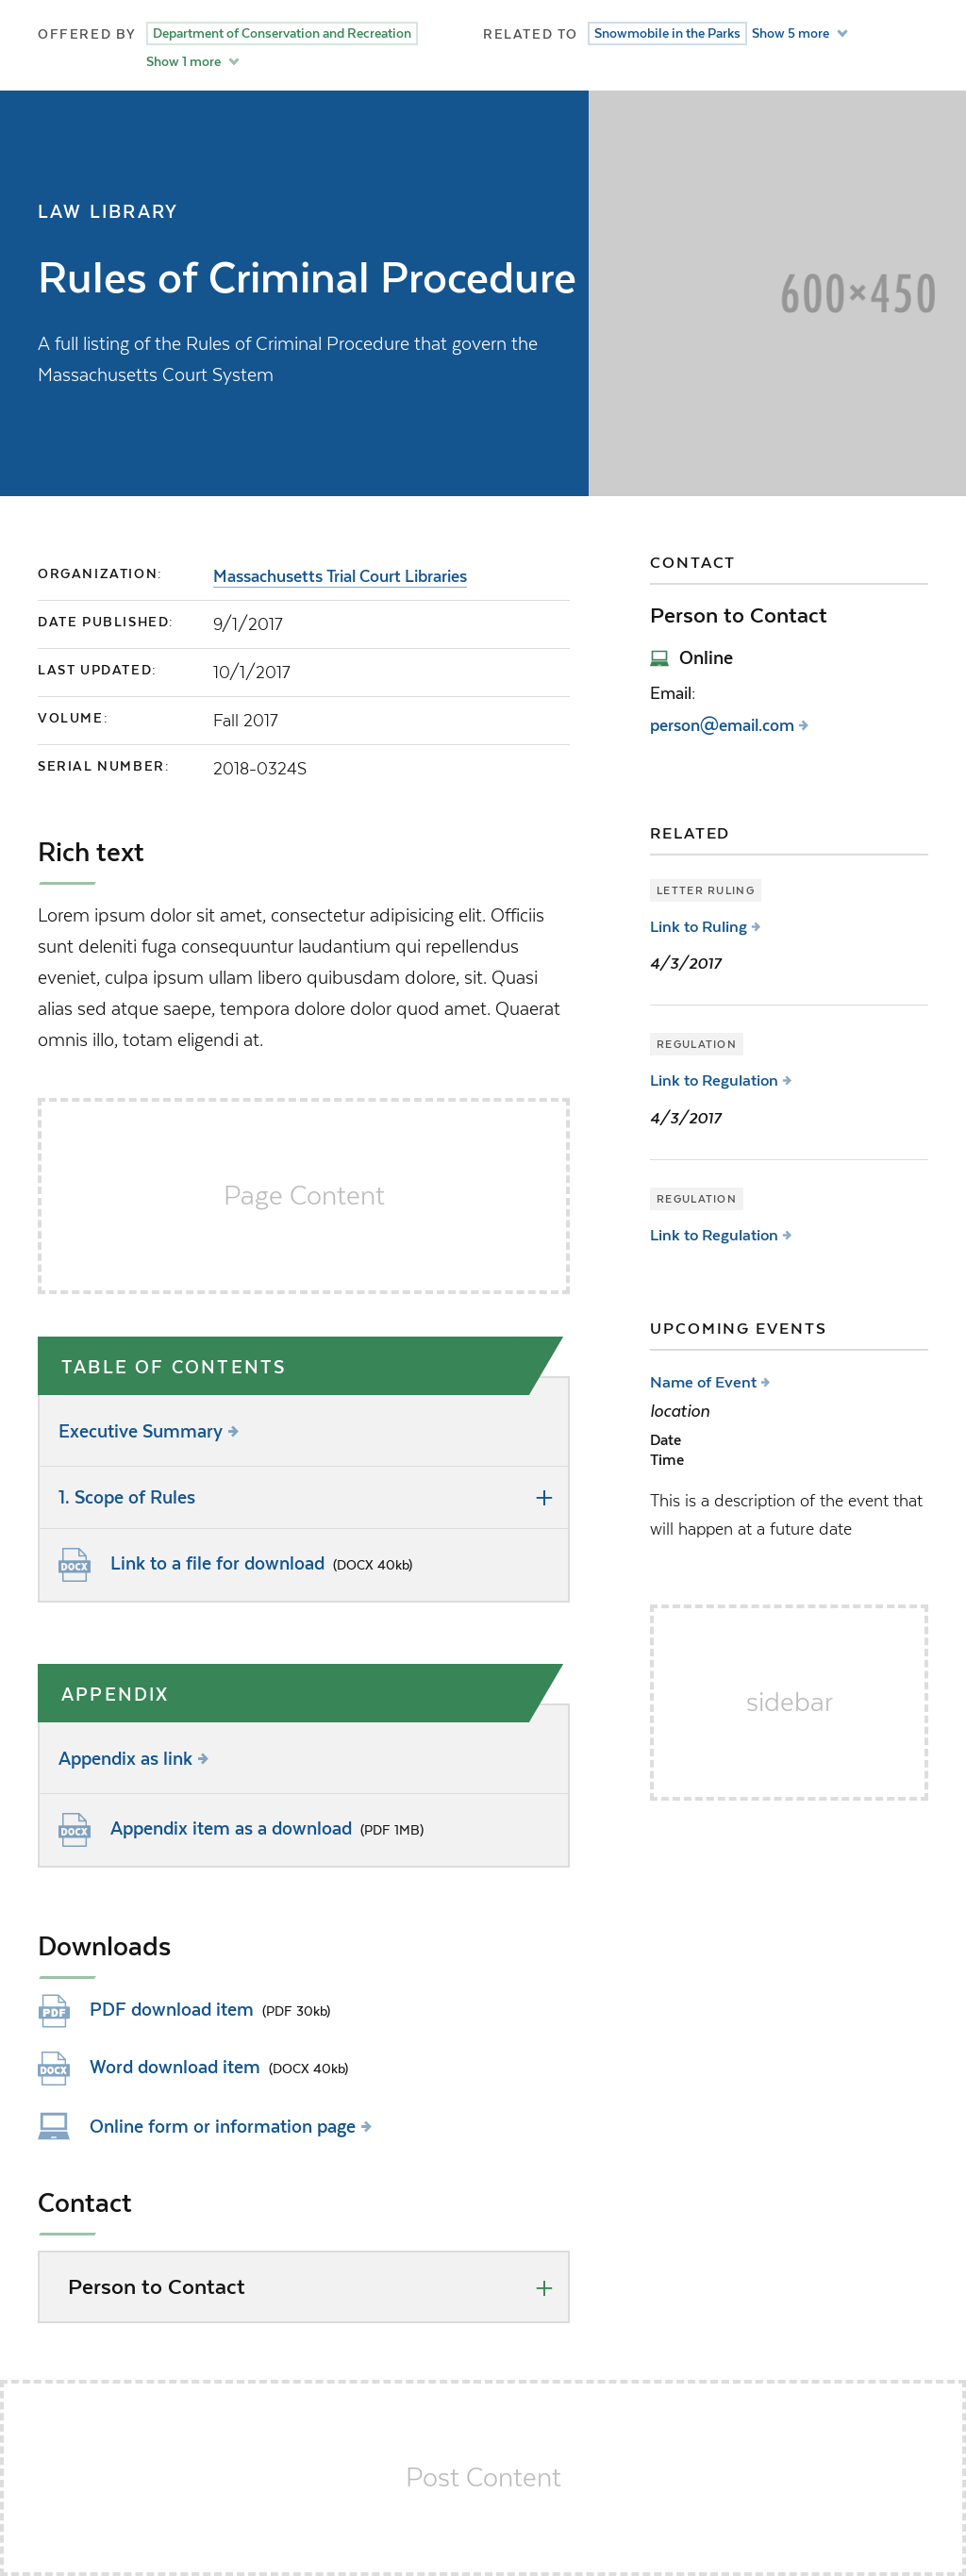 OFFERED BY Department of Conservation and Recreation
Show 1 more
RELATED TO Snowmobile in the Parks Show 5 more
LAW LIBRARY
Rules of Criminal Procedure
A full listing of the Rules of Criminal Procedure that govern the
Massachusetts Court System
600×450
ORGANIZATION: Massachusetts Trial Court Libraries
DATE PUBLISHED: 9/1/2017
LAST UPDATED: 10/1/2017
VOLUME: Fall 2017
SERIAL NUMBER: 2018-0324S
Rich text
Lorem ipsum dolor sit amet, consectetur adipisicing elit. Officiis
sunt deleniti fuga consequuntur laudantium qui repellendus
eveniet, culpa ipsum ullam libero quibusdam dolore, sit. Quasi
alias sed atque saepe, tempora dolore dolor quod amet. Quaerat
omnis illo, totam eligendi at.
Page Content
TABLE OF CONTENTS
Executive Summary
1. Scope of Rules
DOCX Link to a file for download (DOCX 40kb)
APPENDIX
Appendix as link
DOCX Appendix item as a download (PDF 1MB)
Downloads
PDF PDF download item (PDF 30kb)
DOCX Word download item (DOCX 40kb)
Online form or information page
Contact
Person to Contact
CONTACT
Person to Contact
Online
Email:
person@email.com
RELATED
LETTER RULING
Link to Ruling
4/3/2017
REGULATION
Link to Regulation
4/3/2017
REGULATION
Link to Regulation
UPCOMING EVENTS
Name of Event
location
Date
Time
This is a description of the event that
will happen at a future date
sidebar
Post Content